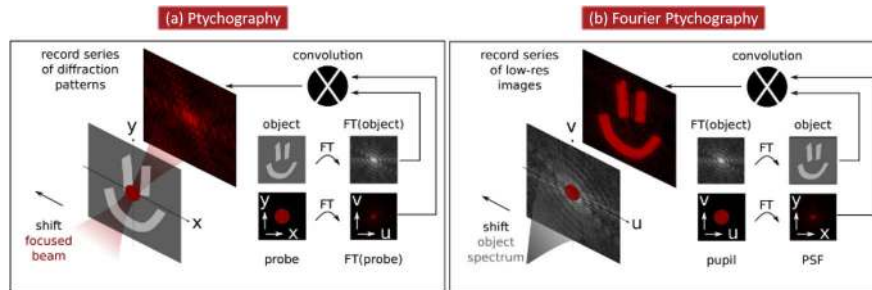 (a) Ptychography
record series
of diffraction
patterns
convolution
y
x
object
FT(object)
FT
y
x
v
u
FT
probe
FT(probe)
shift
focused
beam
(b) Fourier Ptychography
record series
of low-res
images
convolution
v
u
FT(object)
object
FT
v
u
y
x
FT
pupil
PSF
shift
object
spectrum